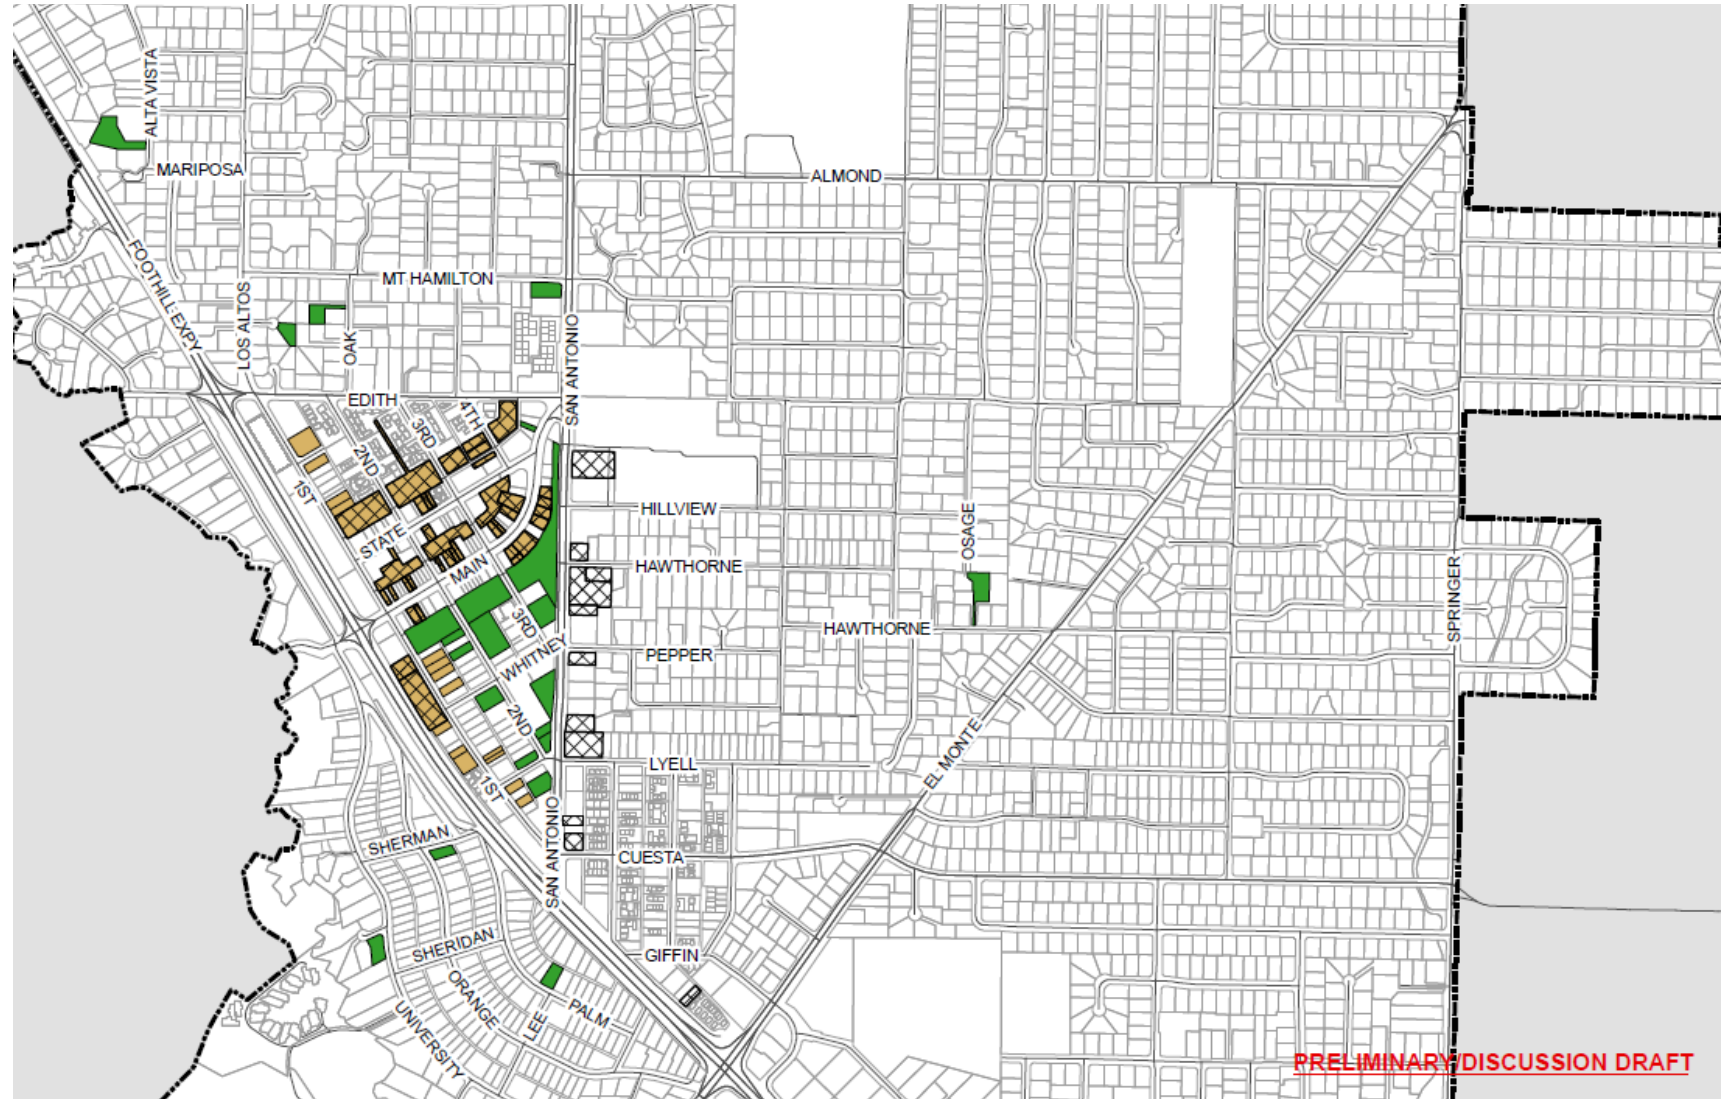 ALTA VISTA
MARIPOSA
ALMOND
FOOTHILL EXPY
LOS ALTOS
MT HAMILTON
OAK
SAN ANTONIO
EDITH
4TH
3RD
2ND
1ST
STATE
HILLVIEW
OSAGE
MAIN
HAWTHORNE
SPRINGER
3RD
HAWTHORNE
WHITNEY
PEPPER
2ND
EL MONTE
LYELL
1ST
SAN ANTONIO
SHERMAN
CUESTA
SHERIDAN
GIFFIN
ORANGE
PALM
LEE
UNIVERSITY
PRELIMINARY/DISCUSSION DRAFT